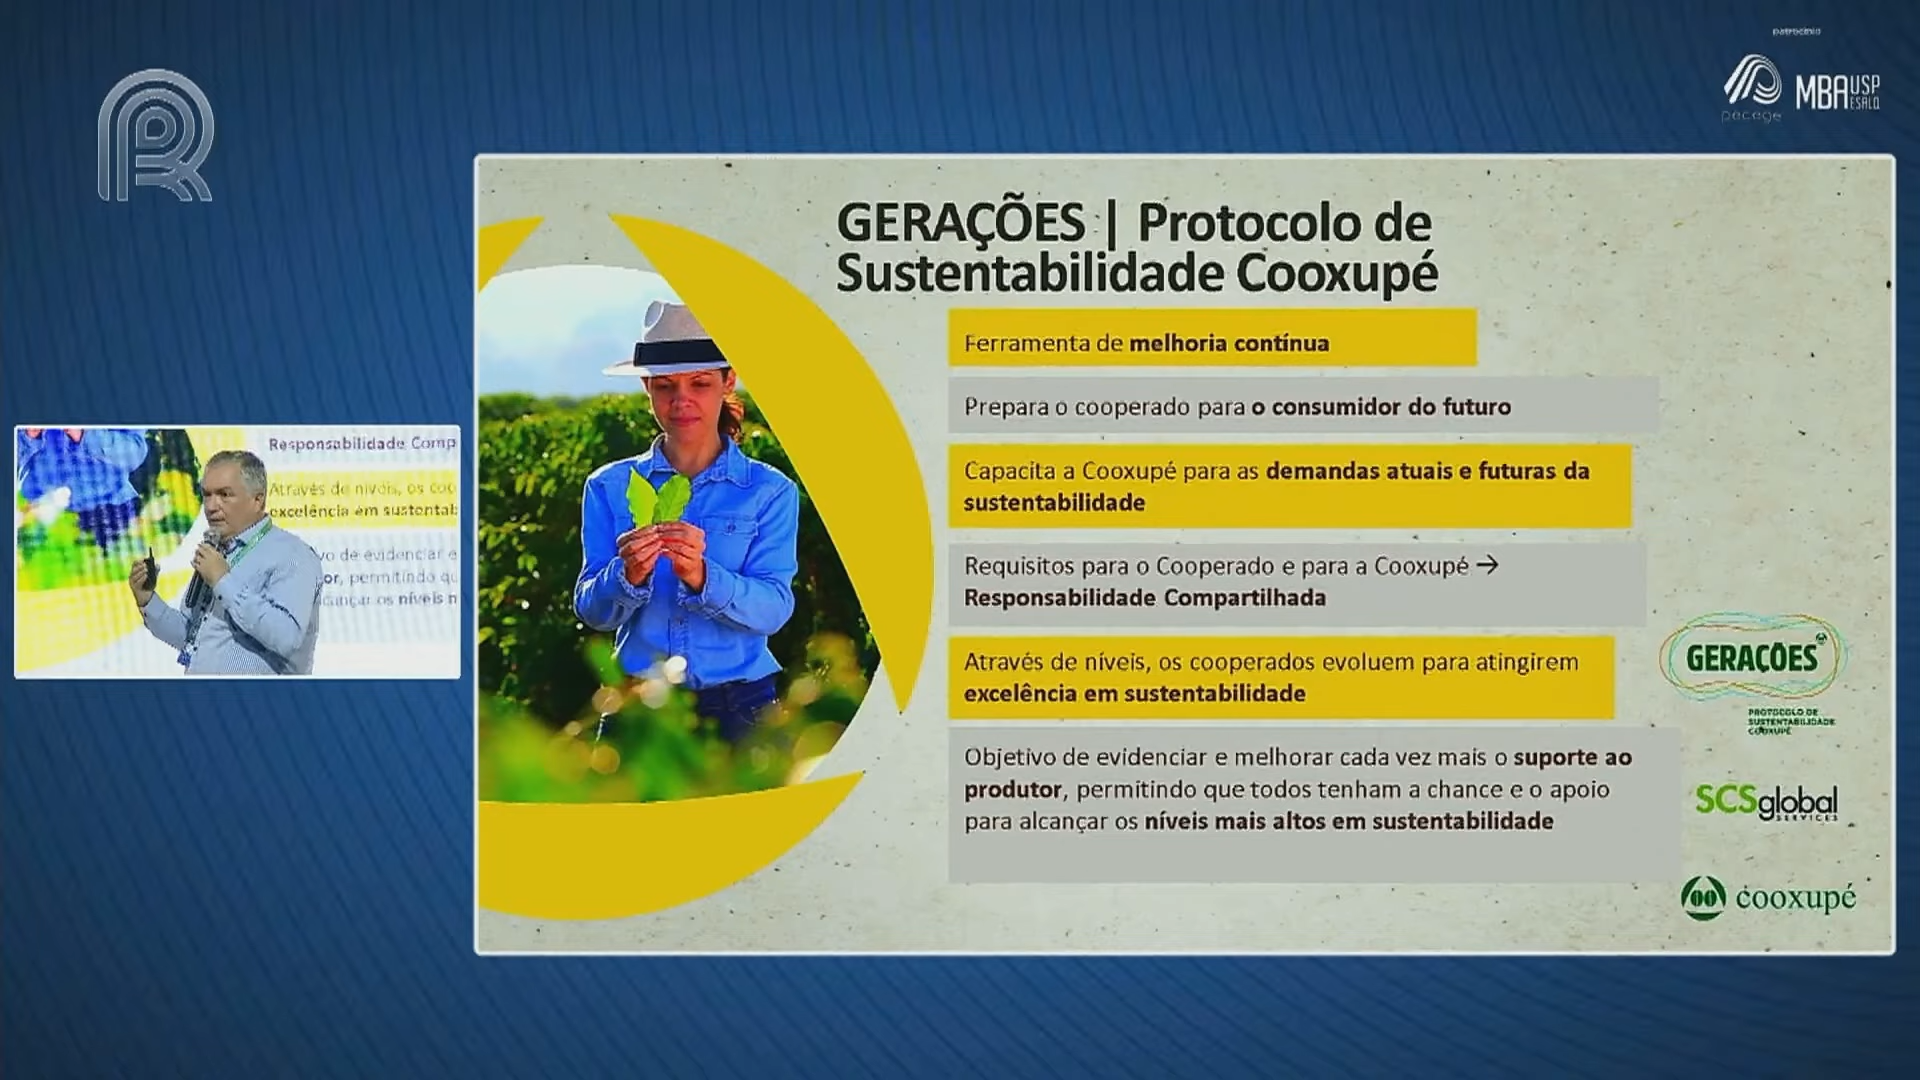 patrocínio
pecege
MBA USP
ESALQ
GERAÇÕES | Protocolo de
Sustentabilidade Cooxupé
Ferramenta de melhoria contínua
Prepara o cooperado para o consumidor do futuro
Capacita a Cooxupé para as demandas atuais e futuras da
sustentabilidade
Requisitos para o Cooperado e para a Cooxupé →
Responsabilidade Compartilhada
Através de níveis, os cooperados evoluem para atingirem
excelência em sustentabilidade
Objetivo de evidenciar e melhorar cada vez mais o suporte ao
produtor, permitindo que todos tenham a chance e o apoio
para alcançar os níveis mais altos em sustentabilidade
GERAÇÕES
PROTOCOLO DE
SUSTENTABILIDADE
COOXUPÉ
SCSglobal
SERVICES
cooxupé
Responsabilidade Comp
Através de níveis, os coo
excelência em sustentab
vo de evidenciar e
or, permitindo qu
lcançar os níveis m